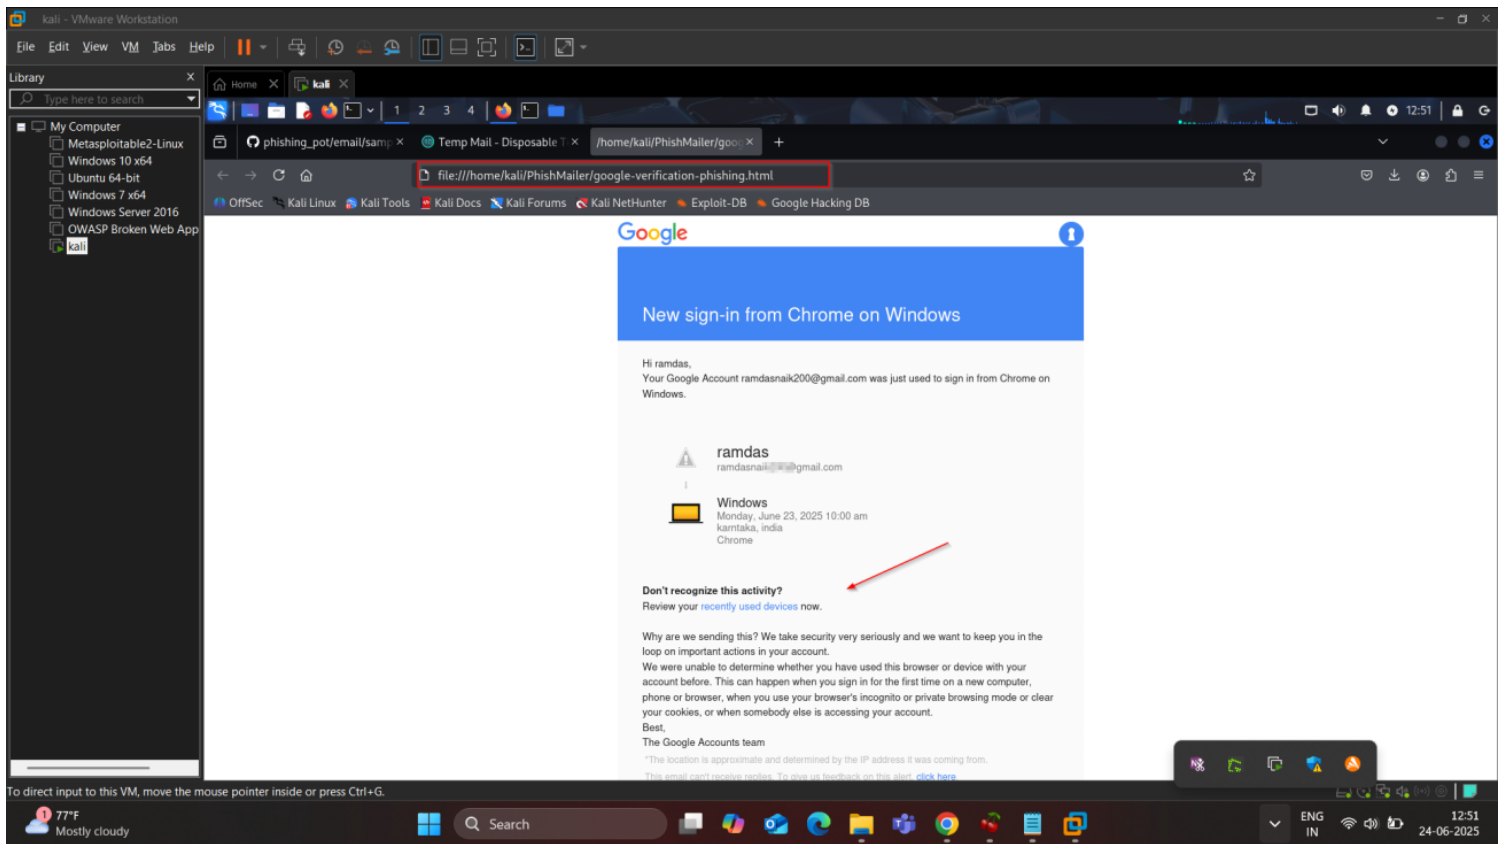 kali - VMware Workstation
File Edit View VM Tabs Help
Library X
Type here to search
Home X kali X
My Computer
Metasploitable2-Linux
Windows 10 x64
Ubuntu 64-bit
Windows 7 x64
Windows Server 2016
OWASP Broken Web App
kali
1 2 3 4
12:51
phishing_pot/email/samp × Temp Mail - Disposable T × /home/kali/PhishMailer/goog × +
file:///home/kali/PhishMailer/google-verification-phishing.html
OffSec Kali Linux Kali Tools Kali Docs Kali Forums Kali NetHunter Exploit-DB Google Hacking DB
Google
New sign-in from Chrome on Windows
Hi ramdas,
Your Google Account ramdasnaik200@gmail.com was just used to sign in from Chrome on
Windows.
ramdas
ramdasnai @gmail.com
Windows
Monday, June 23, 2025 10:00 am
karntaka, india
Chrome
Don't recognize this activity?
Review your recently used devices now.
Why are we sending this? We take security very seriously and we want to keep you in the
loop on important actions in your account.
We were unable to determine whether you have used this browser or device with your
account before. This can happen when you sign in for the first time on a new computer,
phone or browser, when you use your browser's incognito or private browsing mode or clear
your cookies, or when somebody else is accessing your account.
Best,
The Google Accounts team
*The location is approximate and determined by the IP address it was coming from.
This email can't receive replies. To give us feedback on this alert, click here.
To direct input to this VM, move the mouse pointer inside or press Ctrl+G.
1
77°F
Mostly cloudy
Search
ENG
IN
12:51
24-06-2025